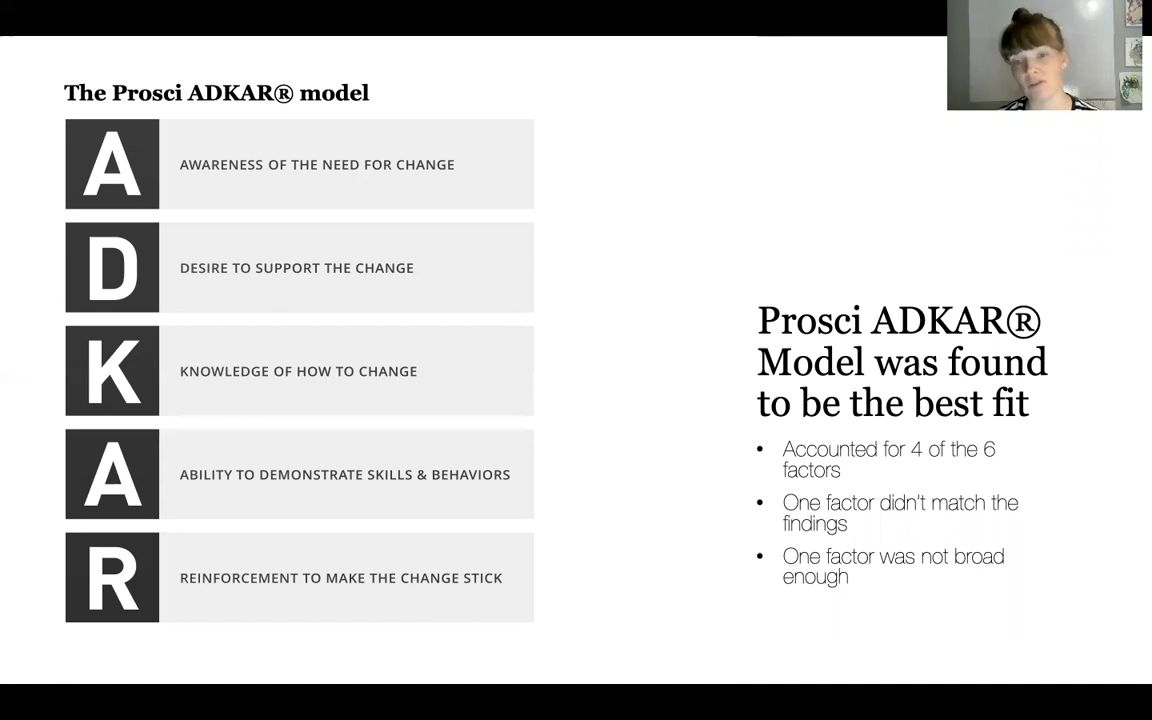 The Prosci ADKAR® model
A
AWARENESS OF THE NEED FOR CHANGE
D
DESIRE TO SUPPORT THE CHANGE
K
KNOWLEDGE OF HOW TO CHANGE
A
ABILITY TO DEMONSTRATE SKILLS & BEHAVIORS
R
REINFORCEMENT TO MAKE THE CHANGE STICK
Prosci ADKAR®
Model was found
to be the best fit
• Accounted for 4 of the 6
factors
• One factor didn't match the
findings
• One factor was not broad
enough